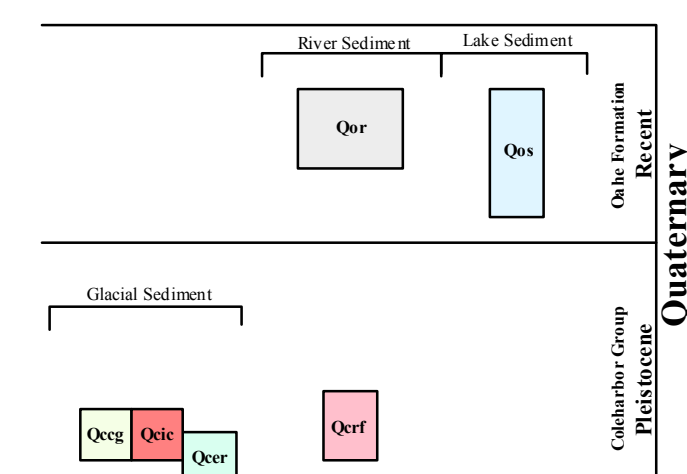 River Sediment
Lake Sediment
Qor
Qos
Oahe Formation
Recent
Glacial Sediment
Qccg
Qcic
Qcer
Qcrf
Coleharbor Group
Pleistocene
Quaternary